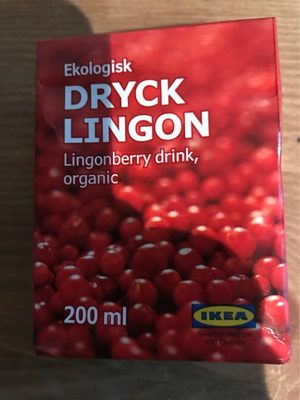 Ekologisk
DRYCK
LINGON
Lingonberry drink,
organic
200 ml
IKEA